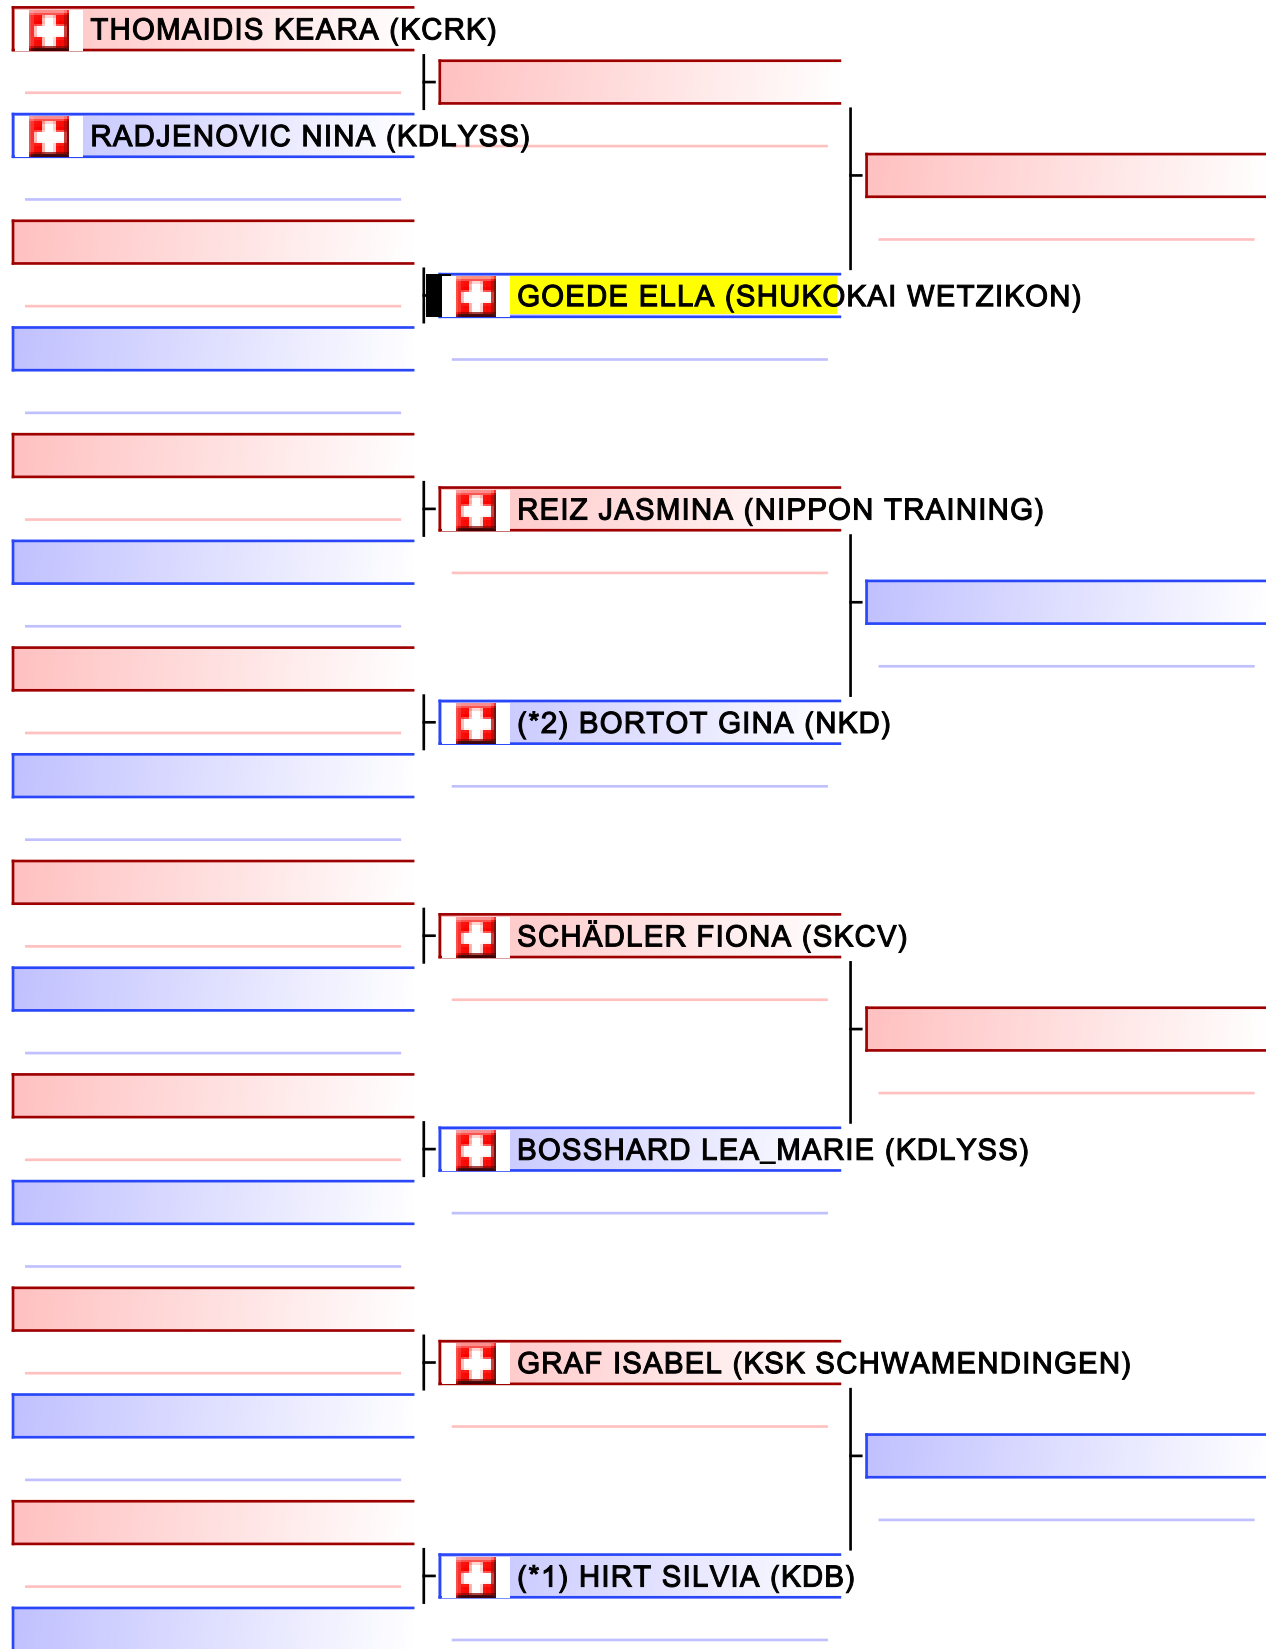 THOMAIDIS KEARA (KCRK)
RADJENOVIC NINA (KDLYSS)
GOEDE ELLA (SHUKOKAI WETZIKON)
REIZ JASMINA (NIPPON TRAINING)
(*2) BORTOT GINA (NKD)
SCHÄDLER FIONA (SKCV)
BOSSHARD LEA_MARIE (KDLYSS)
GRAF ISABEL (KSK SCHWAMENDINGEN)
(*1) HIRT SILVIA (KDB)